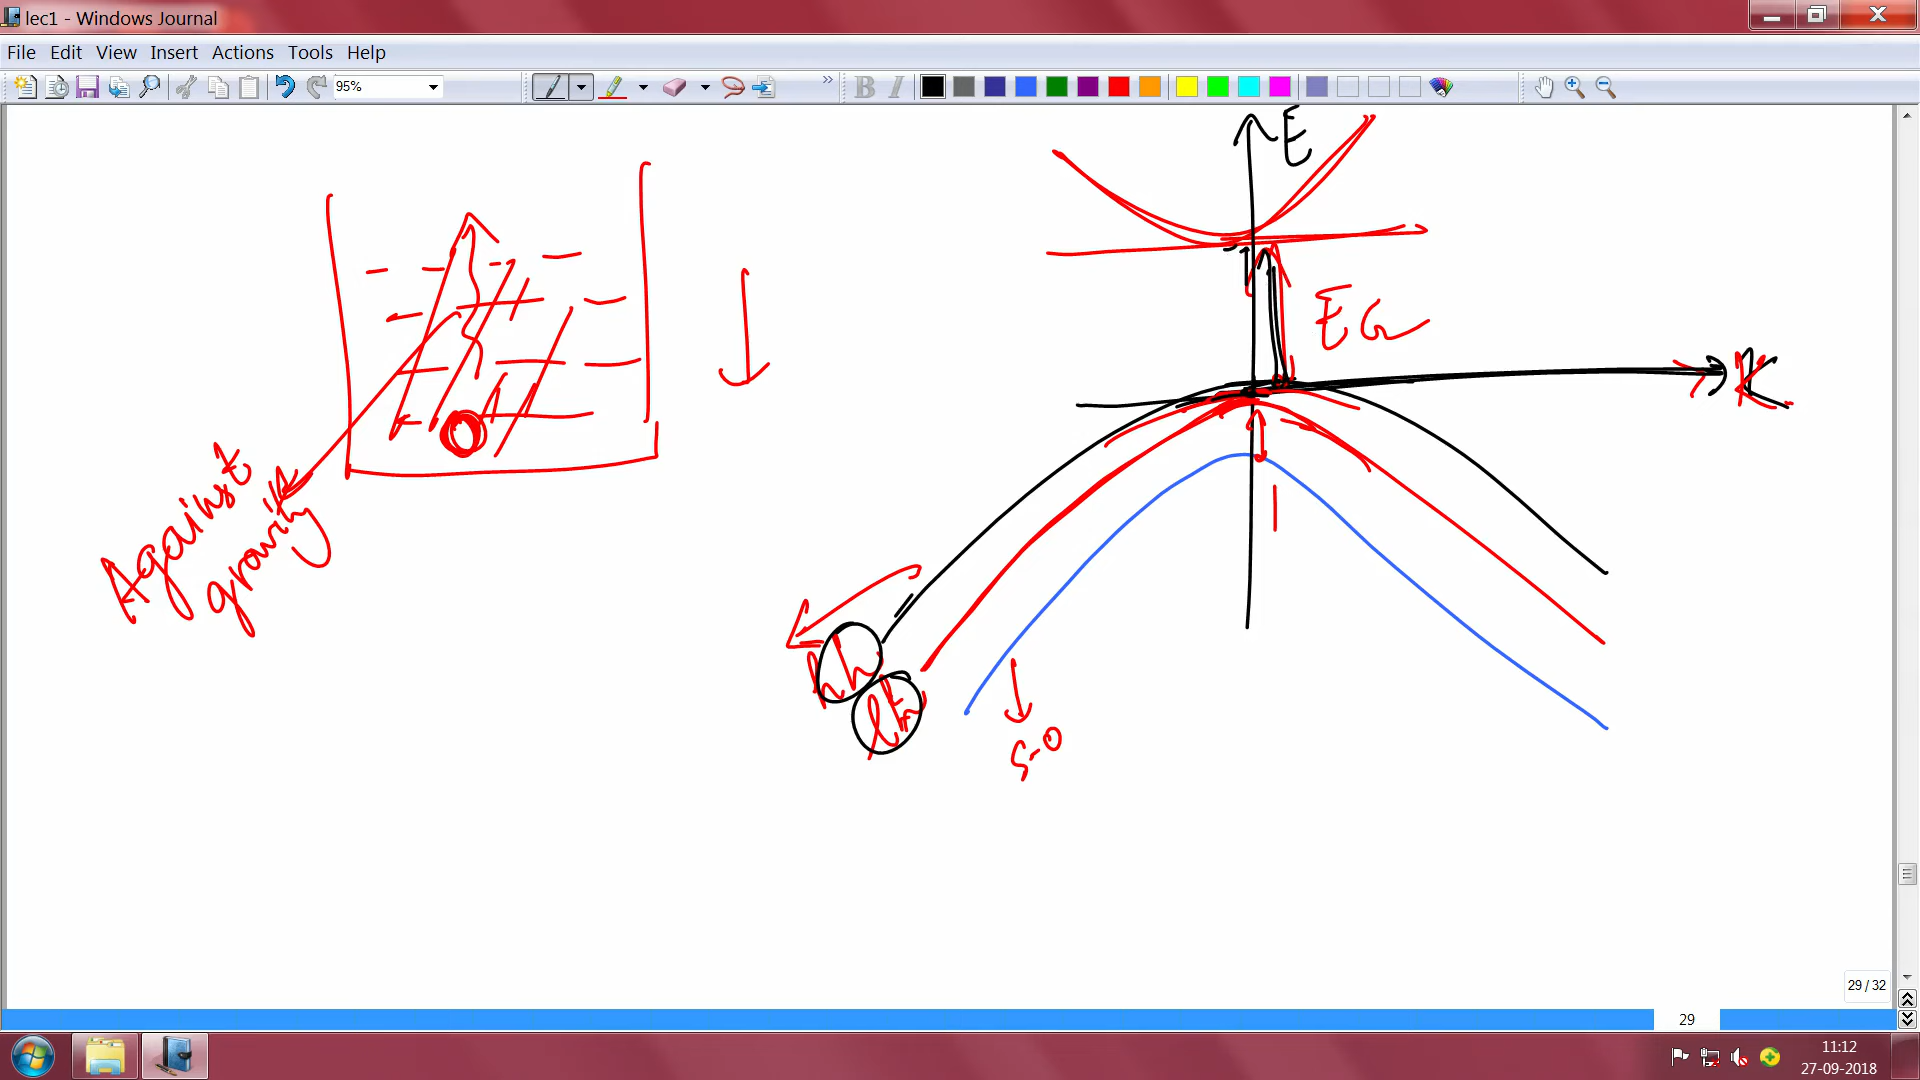 lec1 - Windows Journal
File Edit View Insert Actions Tools Help
95%
B I
E
EG
K
Against
gravity
hh
lh
S-O
29 / 32
29
11:12
27-09-2018